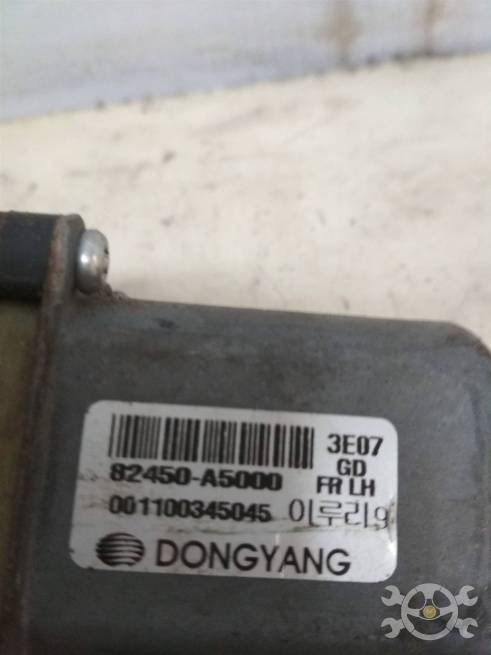 3E07
82450-A5000 GD
FR LH
001100345045 이루리9
DONGYANG